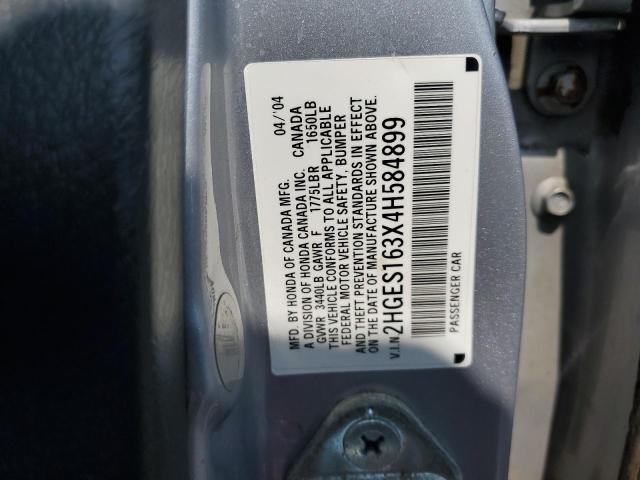 MFD. BY HONDA OF CANADA MFG. 04/'04
A DIVISION OF HONDA CANADA INC. CANADA
GVWR 3440LB GAWR F 1775LBR 1650LB
THIS VEHICLE CONFORMS TO ALL APPLICABLE
FEDERAL MOTOR VEHICLE SAFETY, BUMPER
AND THEFT PREVENTION STANDARDS IN EFFECT
ON THE DATE OF MANUFACTURE SHOWN ABOVE.
V.I.N. 2HGES163X4H584899
PASSENGER CAR